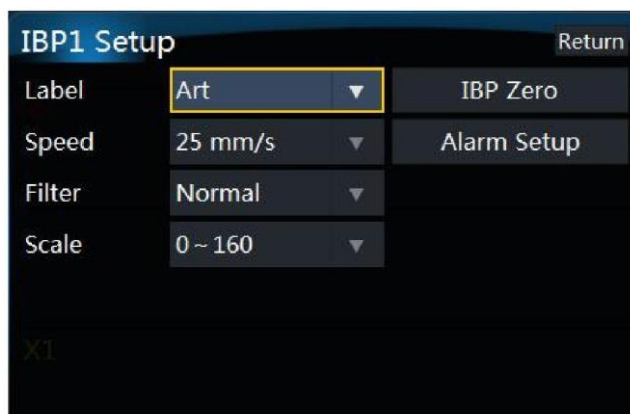 IBP1 Setup Return
Label Art ▼ IBP Zero
Speed 25 mm/s ▼ Alarm Setup
Filter Normal ▼
Scale 0 ~ 160 ▼
X1